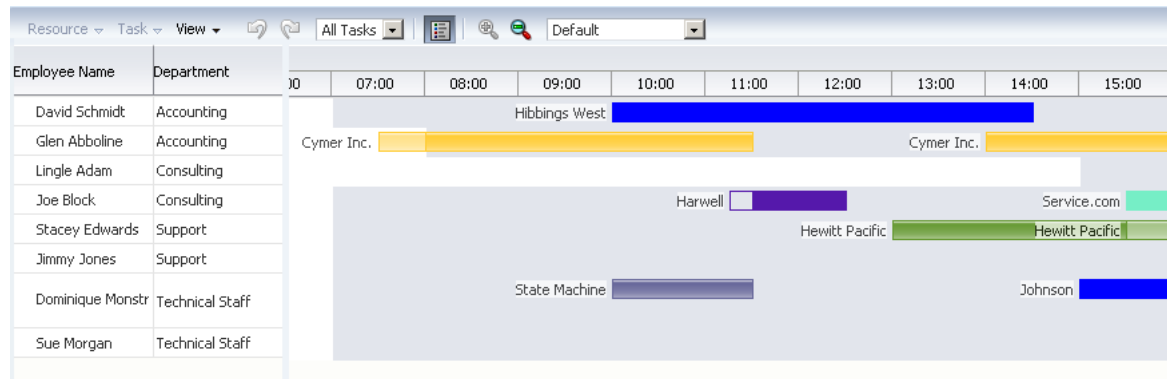 Resource Task View All Tasks Default
Employee Name Department
00 07:00 08:00 09:00 10:00 11:00 12:00 13:00 14:00 15:00
David Schmidt Accounting Hibbings West
Glen Abboline Accounting Cymer Inc. Cymer Inc.
Lingle Adam Consulting
Joe Block Consulting Harwell Service.com
Stacey Edwards Support Hewitt Pacific Hewitt Pacific
Jimmy Jones Support
Dominique Monstr Technical Staff State Machine Johnson
Sue Morgan Technical Staff